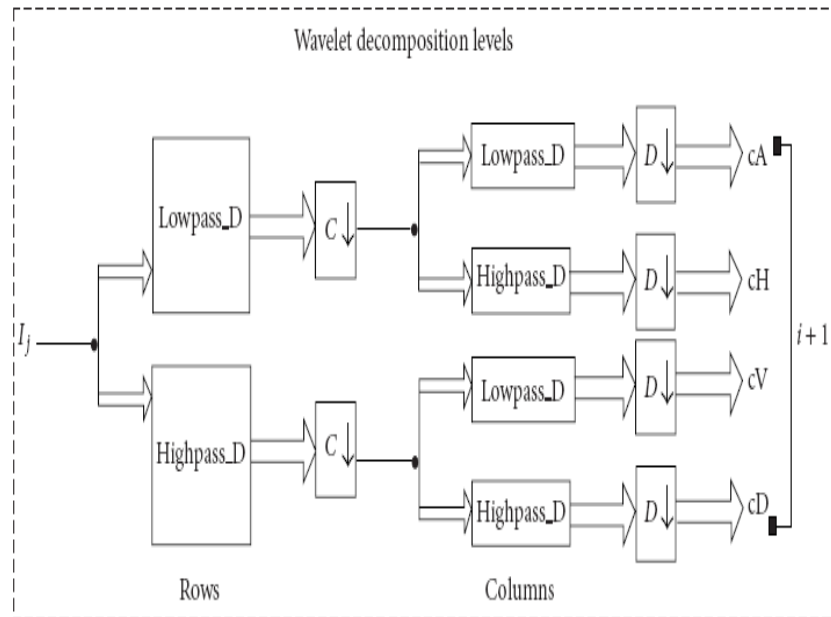 Wavelet decomposition levels
Lowpass_D
C↓
Lowpass_D
D↓
cA
Highpass_D
D↓
cH
I_j
i + 1
Highpass_D
C↓
Lowpass_D
D↓
cV
Highpass_D
D↓
cD
Rows
Columns